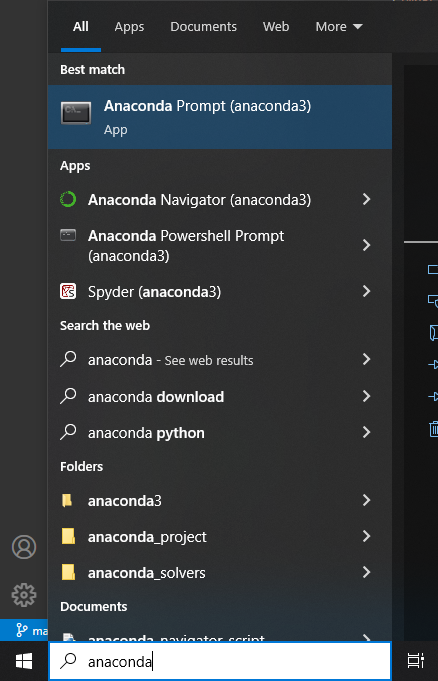 All Apps Documents Web More
Best match
Anaconda Prompt (anaconda3)
App
Apps
Anaconda Navigator (anaconda3)
Anaconda Powershell Prompt
(anaconda3)
Spyder (anaconda3)
Search the web
anaconda - See web results
anaconda download
anaconda python
Folders
anaconda3
anaconda_project
anaconda_solvers
Documents
anaconda_navigator_script
ma
anaconda